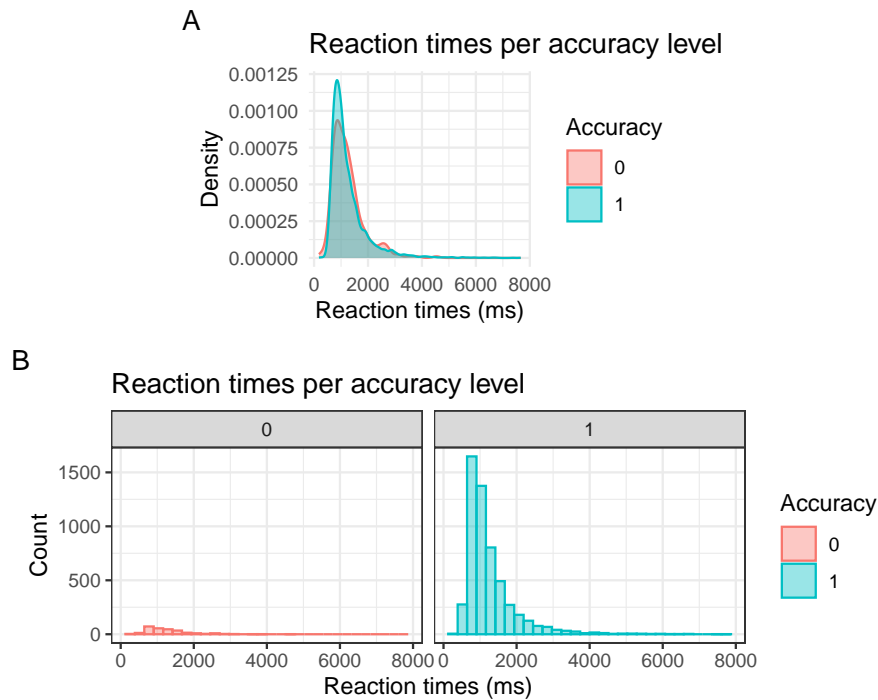 A
Reaction times per accuracy level
0.00125
0.00100
0.00075
0.00050
0.00025
0.00000
Density
0 2000 4000 6000 8000
Reaction times (ms)
Accuracy
0
1
B
Reaction times per accuracy level
0 1
1500
1000
500
0
Count
0 2000 4000 6000 8000 0 2000 4000 6000 8000
Reaction times (ms)
Accuracy
0
1